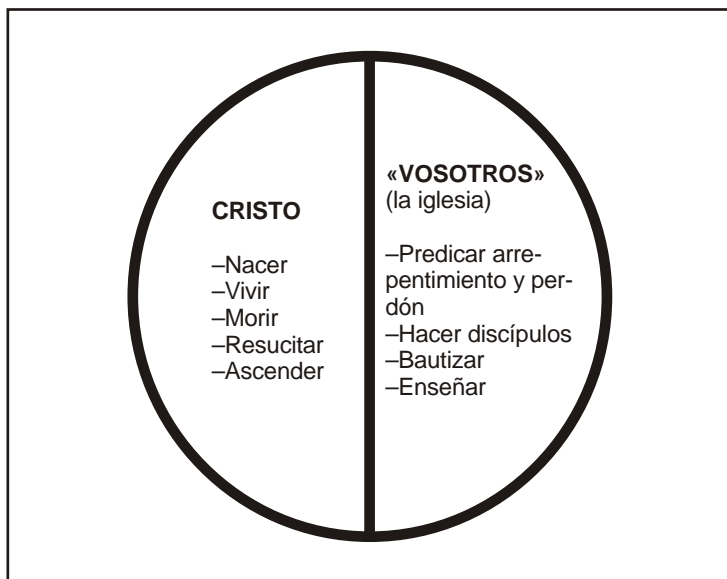 CRISTO
–Nacer
–Vivir
–Morir
–Resucitar
–Ascender
«VOSOTROS»
(la iglesia)
–Predicar arre-
pentimiento y per-
dón
–Hacer discípulos
–Bautizar
–Enseñar